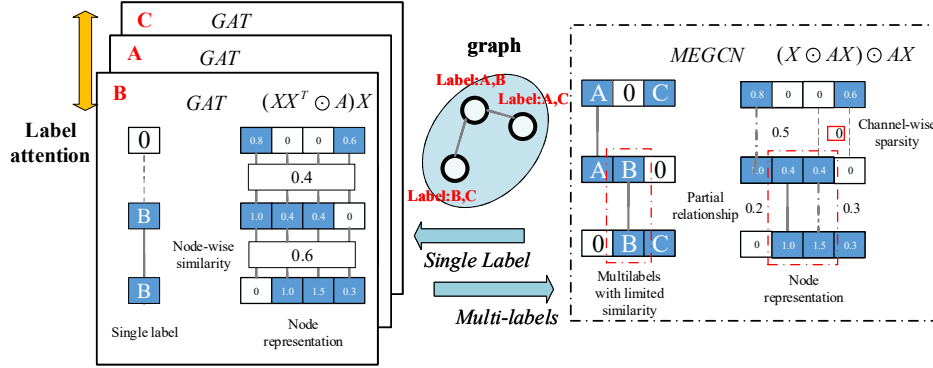 C
GAT
A
GAT
B
GAT
(XX^T ⊙ A)X
Label
attention
0
B
B
Single label
0.8 0 0 0.6
0.4
1.0 0.4 0.4 0
Node-wise
similarity
0.6
0 1.0 1.5 0.3
Node
representation
graph
Label:A,B
Label:A,C
Label:B,C
Single Label
Multi-labels
MEGCN
(X ⊙ AX) ⊙ AX
A 0 C
A B 0
0 B C
Multilabels
with limited
similarity
0.8 0 0 0.6
0.5
0
Channel-wise
sparsity
1.0 0.4 0.4 0
Partial
relationship
0.2
0.3
0 1.0 1.5 0.3
Node
representation